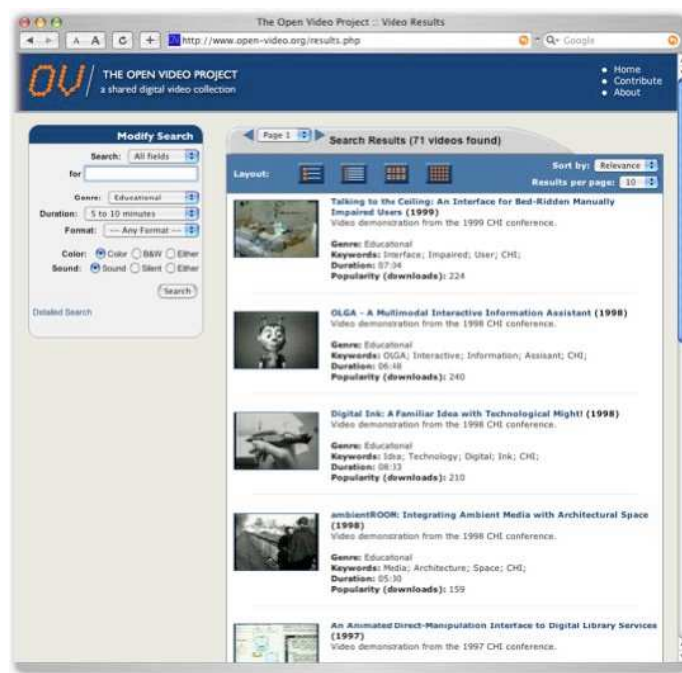 The Open Video Project :: Video Results
A A C + http://www.open-video.org/results.php Google
OV/ THE OPEN VIDEO PROJECT
a shared digital video collection
Home
Contribute
About
Modify Search
Search: All fields
for
Genre: Educational
Duration: 5 to 10 minutes
Format: --- Any Format ---
Color: Color B&W Either
Sound: Sound Silent Either
Search
Detailed Search
Page 1 Search Results (71 videos found)
Layout:
Sort by: Relevance
Results per page: 10
Talking to the Ceiling: An Interface for Bed-Ridden Manually
Impaired Users (1999)
Video demonstration from the 1999 CHI conference.
Genre: Educational
Keywords: Interface; Impaired; User; CHI;
Duration: 07:04
Popularity (downloads): 224
OLGA - A Multimodal Interactive Information Assistant (1998)
Video demonstration from the 1998 CHI conference.
Genre: Educational
Keywords: OLGA; Interactive; Information; Assisant; CHI;
Duration: 06:48
Popularity (downloads): 240
Digital Ink: A Familiar Idea with Technological Might! (1998)
Video demonstration from the 1998 CHI conference.
Genre: Educational
Keywords: Idea; Technology; Digital; Ink; CHI;
Duration: 08:33
Popularity (downloads): 210
ambientROOM: Integrating Ambient Media with Architectural Space
(1998)
Video demonstration from the 1998 CHI conference.
Genre: Educational
Keywords: Media; Architecture; Space; CHI;
Duration: 05:30
Popularity (downloads): 159
An Animated Direct-Manipulation Interface to Digital Library Services
(1997)
Video demonstration from the 1997 CHI conference.